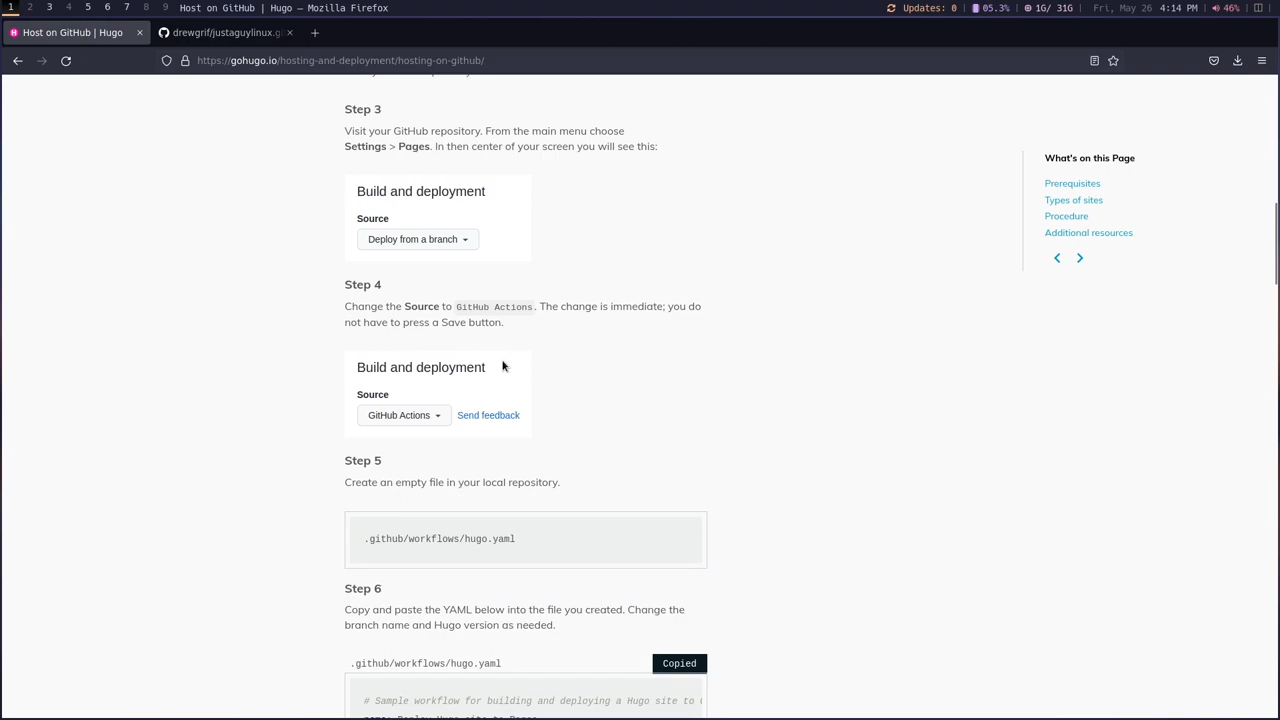 1 2 3 4 5 6 7 8 9 Host on GitHub | Hugo — Mozilla Firefox Updates: 0 05.3% 1G/ 31G Fri, May 26 4:14 PM 46%
Host on GitHub | Hugo drewgrif/justaguylinux.gi
https://gohugo.io/hosting-and-deployment/hosting-on-github/
Step 3
Visit your GitHub repository. From the main menu choose
Settings > Pages. In then center of your screen you will see this:
Build and deployment
Source
Deploy from a branch
Step 4
Change the Source to GitHub Actions. The change is immediate; you do
not have to press a Save button.
Build and deployment
Source
GitHub Actions Send feedback
Step 5
Create an empty file in your local repository.
.github/workflows/hugo.yaml
Step 6
Copy and paste the YAML below into the file you created. Change the
branch name and Hugo version as needed.
.github/workflows/hugo.yaml Copied
# Sample workflow for building and deploying a Hugo site to
What's on this Page
Prerequisites
Types of sites
Procedure
Additional resources